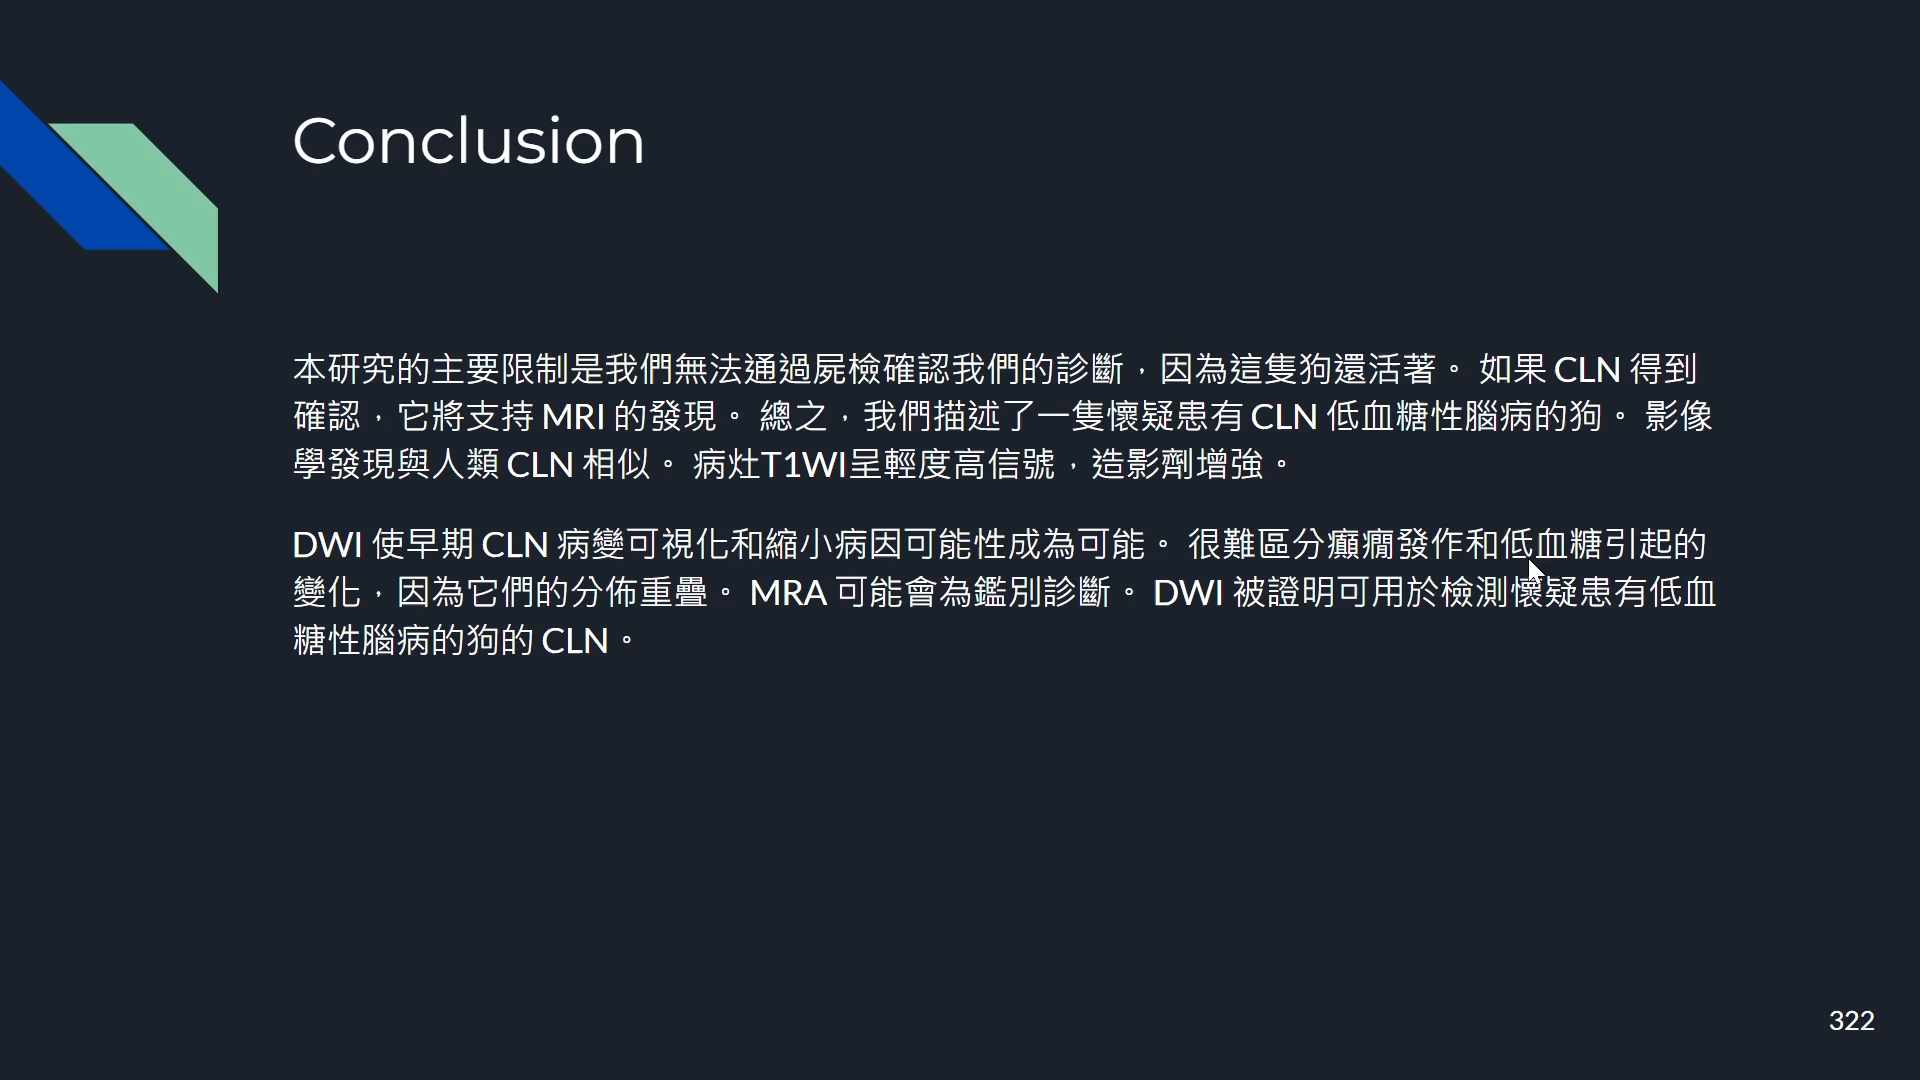 Conclusion
本研究的主要限制是我們無法通過屍檢確認我們的診斷，因為這隻狗還活著。 如果 CLN 得到
確認，它將支持 MRI 的發現。 總之，我們描述了一隻懷疑患有 CLN 低血糖性腦病的狗。 影像
學發現與人類 CLN 相似。 病灶T1WI呈輕度高信號，造影劑增強。
DWI 使早期 CLN 病變可視化和縮小病因可能性成為可能。 很難區分癲癇發作和低血糖引起的
變化，因為它們的分佈重疊。 MRA 可能會為鑑別診斷。 DWI 被證明可用於檢測懷疑患有低血
糖性腦病的狗的 CLN。
322